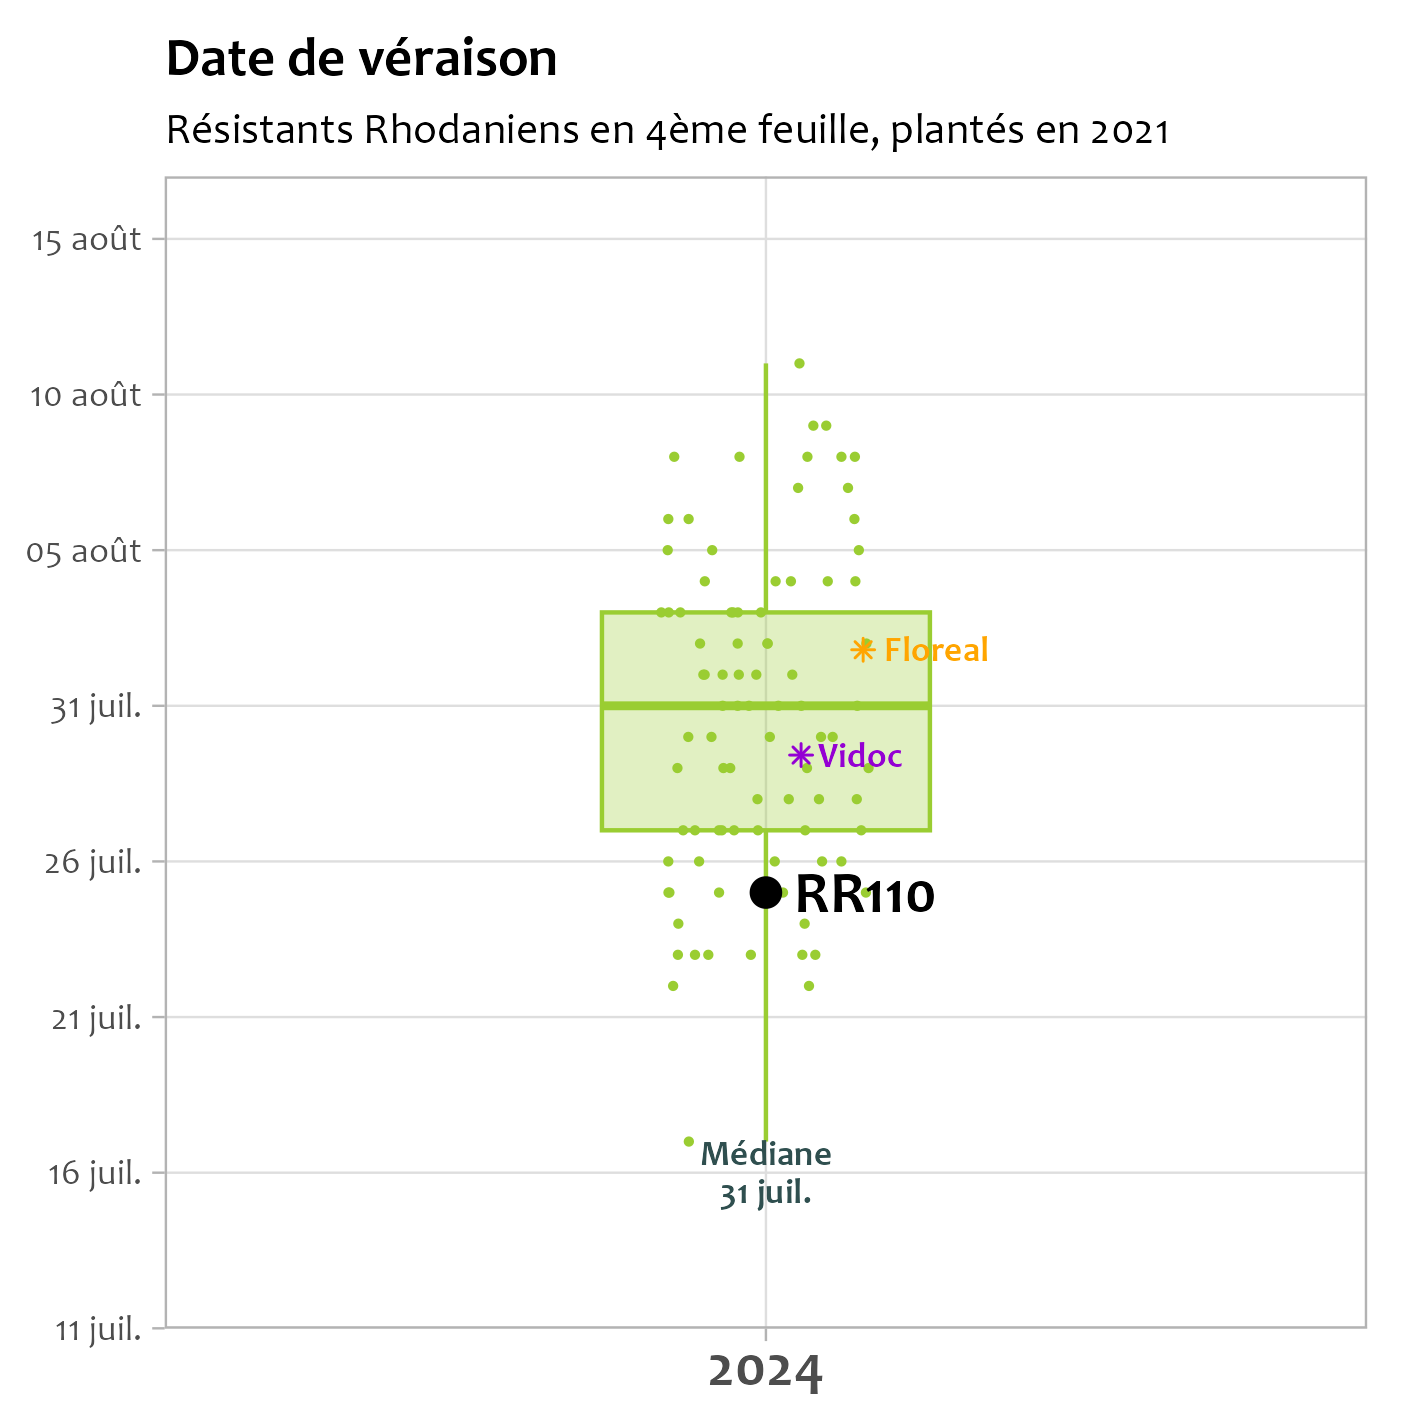 Date de véraison
Résistants Rhodaniens en 4ème feuille, plantés en 2021
15 août
10 août
05 août
Floreal
31 juil.
Vidoc
26 juil.
RR110
21 juil.
Médiane
16 juil.
31 juil.
11 juil.
2024